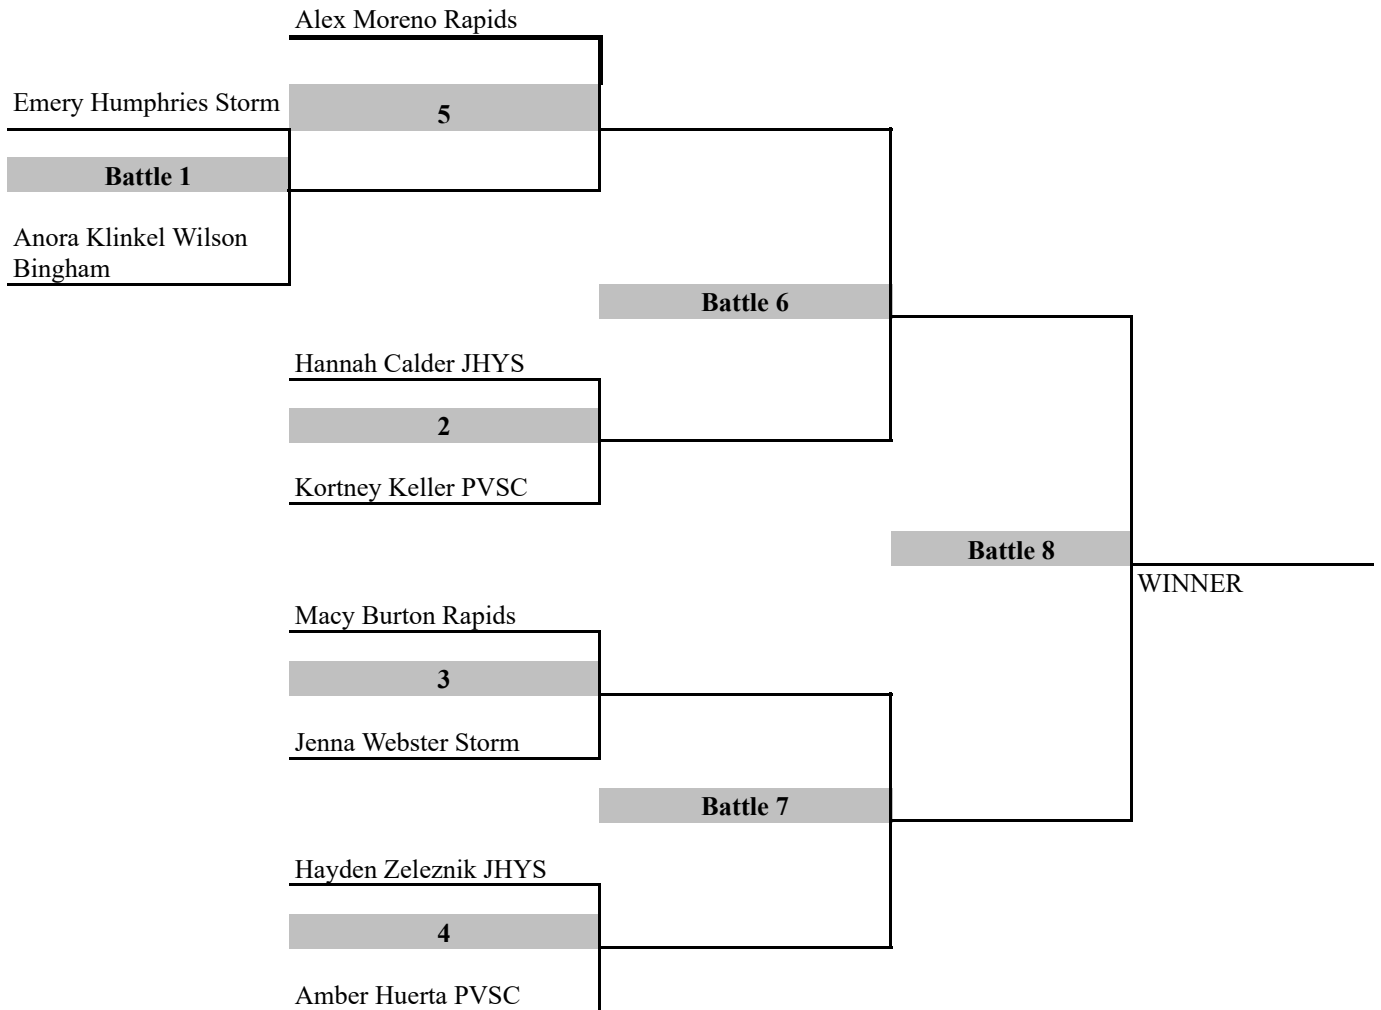 Alex Moreno Rapids
Emery Humphries Storm
5
Battle 1
Anora Klinkel Wilson
Bingham
Battle 6
Hannah Calder JHYS
2
Kortney Keller PVSC
Battle 8
WINNER
Macy Burton Rapids
3
Jenna Webster Storm
Battle 7
Hayden Zeleznik JHYS
4
Amber Huerta PVSC